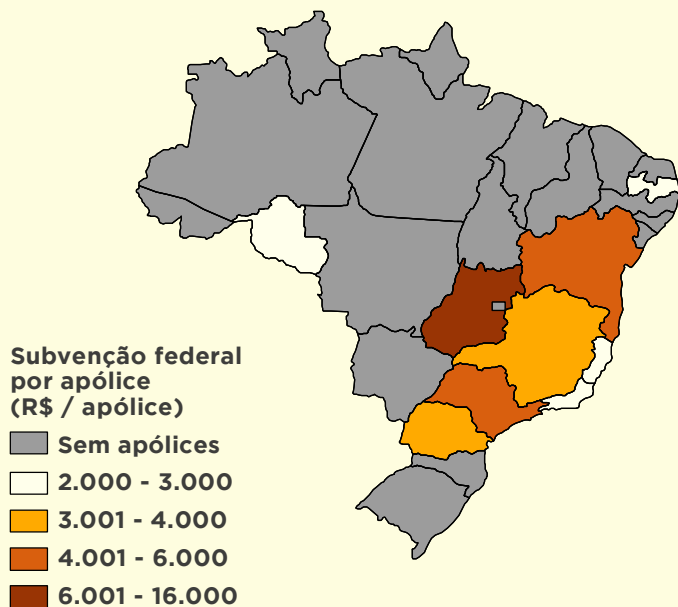 Subvenção federal
por apólice
(R$ / apólice)
Sem apólices
2.000 - 3.000
3.001 - 4.000
4.001 - 6.000
6.001 - 16.000